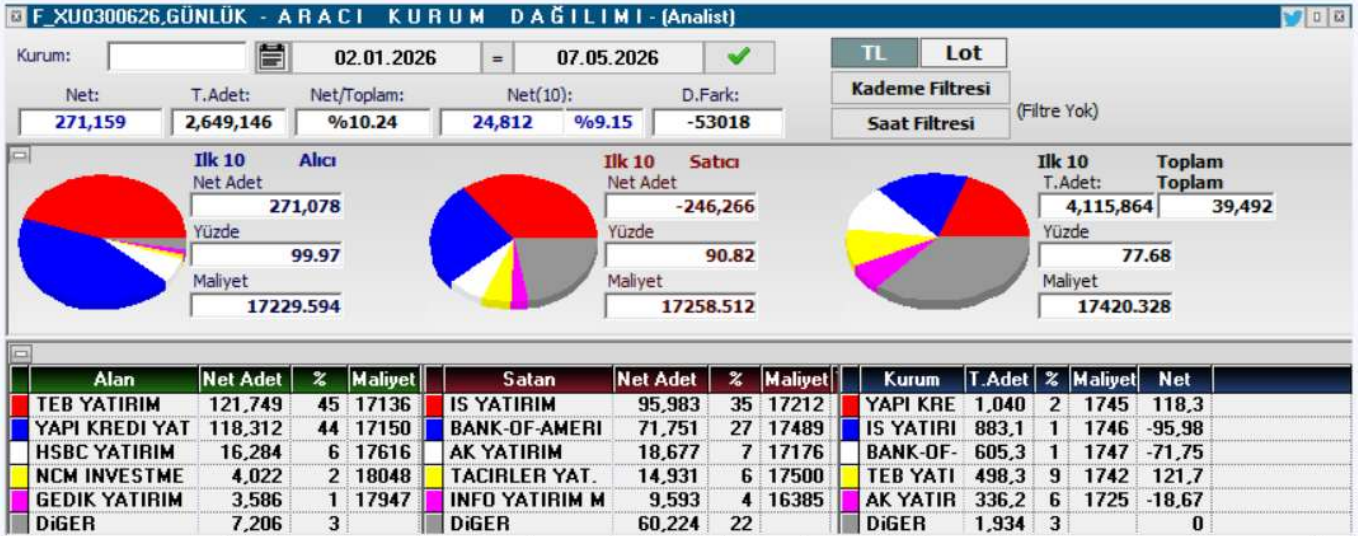 F_XU0300626,GÜNLÜK - A R A C I K U R U M D A Ğ I L I M I - (Analist)
Kurum: 02.01.2026 = 07.05.2026 TL Lot
Kademe Filtresi
Net: T.Adet: Net/Toplam: Net(10): D.Fark:
271,159 2,649,146 %10.24 24,812 %9.15 -53018 Saat Filtresi (Filtre Yok)
Ilk 10 Alıcı Ilk 10 Satıcı Ilk 10 Toplam
Net Adet Net Adet T.Adet: Toplam
271,078 -246,266 4,115,864 39,492
Yüzde Yüzde Yüzde
99.97 90.82 77.68
Maliyet Maliyet Maliyet
17229.594 17258.512 17420.328
Alan Net Adet % Maliyet Satan Net Adet % Maliyet Kurum T.Adet % Maliyet Net
TEB YATIRIM 121,749 45 17136 IS YATIRIM 95,983 35 17212 YAPI KRE 1,040 2 1745 118,3
YAPI KREDI YAT 118,312 44 17150 BANK-OF-AMERI 71,751 27 17489 IS YATIRI 883,1 1 1746 -95,98
HSBC YATIRIM 16,284 6 17616 AK YATIRIM 18,677 7 17176 BANK-OF- 605,3 1 1747 -71,75
NCM INVESTME 4,022 2 18048 TACIRLER YAT. 14,931 6 17500 TEB YATI 498,3 9 1742 121,7
GEDIK YATIRIM 3,586 1 17947 INFO YATIRIM M 9,593 4 16385 AK YATIR 336,2 6 1725 -18,67
DiGER 7,206 3 DiGER 60,224 22 DiGER 1,934 3 0